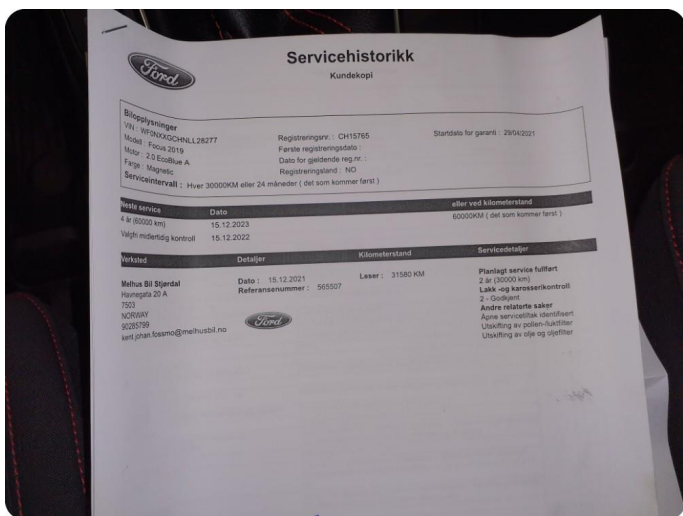 Ford
Servicehistorikk
Kundekopi
Bilopplysninger
VIN : WF0NXXGCHNLL28277
Modell : Focus 2019
Motor : 2.0 EcoBlue A
Farge : Magnetic
Registreringsnr. : CH15765
Første registreringsdato :
Dato for gjeldende reg.nr. :
Registreringsland : NO
Startdato for garanti : 29/04/2021
Serviceintervall : Hver 30000KM eller 24 måneder ( det som kommer først )
Neste service Dato eller ved kilometerstand
4 år (60000 km) 15.12.2023 60000KM ( det som kommer først )
Valgfri midlertidig kontroll 15.12.2022
Verksted Detaljer Kilometerstand Servicedetaljer
Melhus Bil Stjørdal
Havnegata 20 A
7503
NORWAY
90285799
kent.johan.fossmo@melhusbil.no
Dato : 15.12.2021
Referansenummer : 565507
Ford
Leser : 31580 KM
Planlagt service fullført
2 år (30000 km)
Lakk -og karosserikontroll
2 - Godkjent
Andre relaterte saker
Åpne servicetiltak identifisert
Utskifting av pollen-/luktfilter
Utskifting av olje og oljefilter